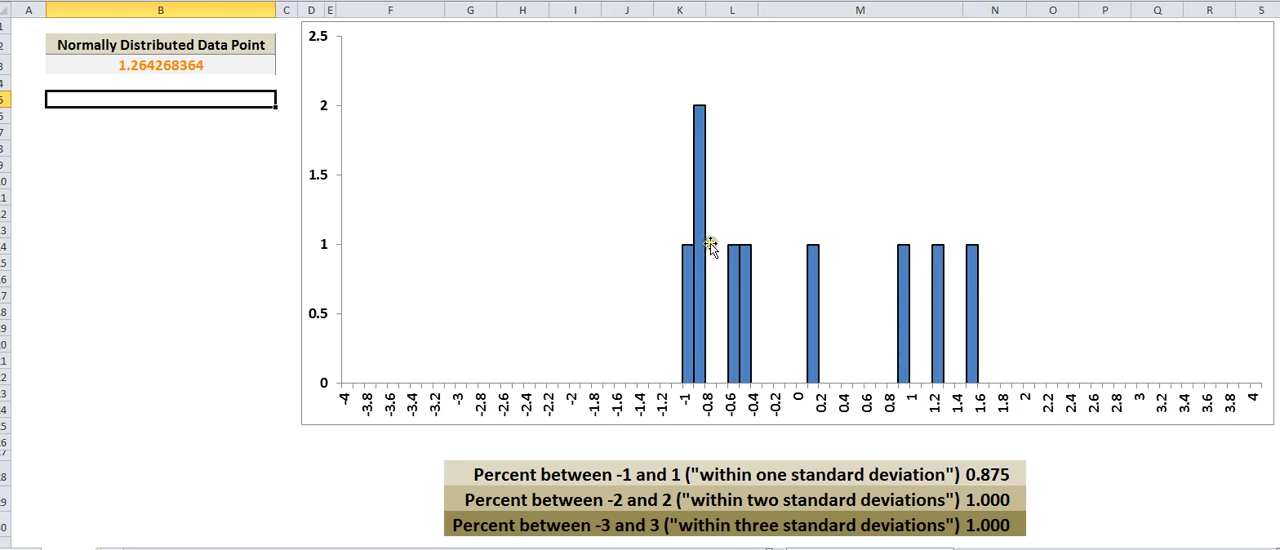 A B C D E F G H I J K L M N O P Q R S
Normally Distributed Data Point
1.264268364
2.5
2
1.5
1
0.5
0
-4 -3.8 -3.6 -3.4 -3.2 -3 -2.8 -2.6 -2.4 -2.2 -2 -1.8 -1.6 -1.4 -1.2 -1 -0.8 -0.6 -0.4 -0.2 0 0.2 0.4 0.6 0.8 1 1.2 1.4 1.6 1.8 2 2.2 2.4 2.6 2.8 3 3.2 3.4 3.6 3.8 4
Percent between -1 and 1 ("within one standard deviation") 0.875
Percent between -2 and 2 ("within two standard deviations") 1.000
Percent between -3 and 3 ("within three standard deviations") 1.000